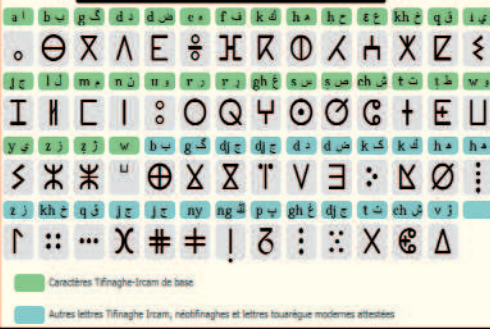 a ا b ب g گ d د d ض e ه f ف k ك h ه h ح ε ع kh خ q ق i ي
ⴰ ⴱ ⴳ ⴷ ⴹ ⴻ ⴼ ⴽ ⵀ ⵃ ⵄ ⵅ ⵇ ⵉ
j ج l ل m م n ن u و r ر r ر gh غ s س s ص ch ش t ت t ط w و
ⵊ ⵍ ⵎ ⵏ ⵓ ⵔ ⵕ ⵖ ⵙ ⵚ ⵛ ⵜ ⵟ ⵡ
y ي z ز z ژ w b ب g گ dj ج dj ج d د d ض k ک k ك h ه h ه
ⵢ ⵣ ⵥ ⵯ ⴲ ⴴ ⴵ ⴶ ⴸ ⴺ ⴿ ⴾ ⵁ ⵂ
z ز kh خ q ق j ج j ج ny ng p پ gh غ dj ج t ت ch ش v
ⵤ ⵆ ⵈ ⵋ ⵌ ⵐ ⵑ ⵒ ⵗ ⵘ ⵝ ⵞ ⵠ
Caractères Tifinaghe-Ircam de base
Autres lettres Tifinaghe Ircam, néotifinaghes et lettres touarègue modernes attestées